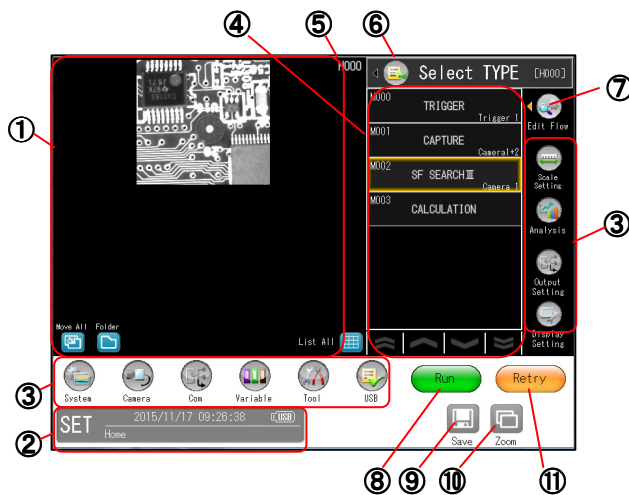 ④ ⑤ ⑥
H000
Select TYPE [H000]
⑦
①
M000
TRIGGER
Trigger 1
M001
CAPTURE
Camera1+2
M002
SF SEARCHⅢ
Camera 1
M003
CALCULATION
Edit Flow
Scale
Setting
Analysis
③
Output
Setting
Display
Setting
Move All Folder
List All
③
System Camera Com Variable Tool USB
Run Retry
②
SET 2015/11/17 09:26:38 USB
Home
Save Zoom
⑧ ⑨ ⑩ ⑪